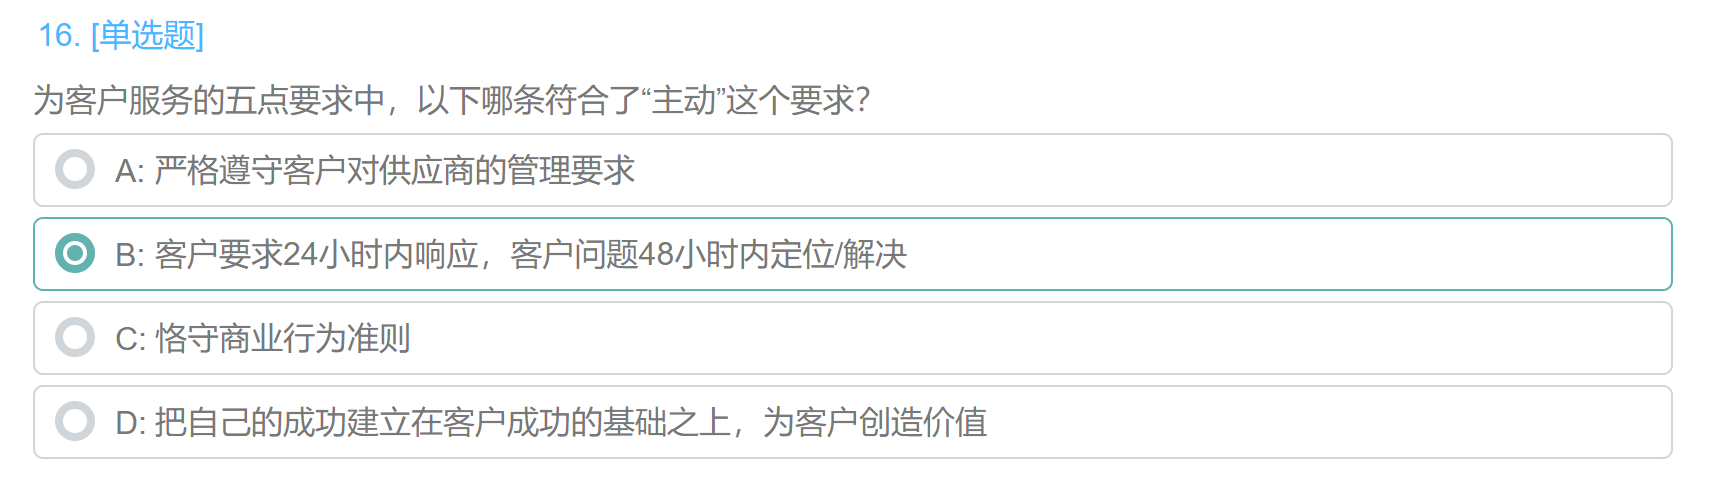 16. [单选题]
为客户服务的五点要求中，以下哪条符合了“主动”这个要求？
A: 严格遵守客户对供应商的管理要求
B: 客户要求24小时内响应，客户问题48小时内定位/解决
C: 恪守商业行为准则
D: 把自己的成功建立在客户成功的基础之上，为客户创造价值